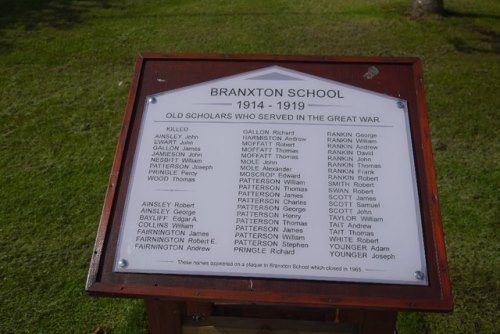 BRANXTON SCHOOL
1914 - 1919
OLD SCHOLARS WHO SERVED IN THE GREAT WAR
KILLED
AINSLEY John
EWART John
GALLON James
JAMIESON John
NESBITT William
PATTERSON Joseph
PRINGLE Percy
WOOD Thomas
AINSLEY Robert
AINSLEY George
BAYLIFF Edgar A.
COLLINS William
FAIRNINGTON James
FAIRNINGTON Robert E.
FAIRNINGTON Andrew
GALLON Richard
HARMISTON Andrew
MOFFATT Robert
MOFFATT Thomas
MOFFATT Thomas
MOLE John
MOLE Alexander
MOSCROP Edward
PATTERSON William
PATTERSON Thomas
PATTERSON James
PATTERSON Charles
PATTERSON George
PATTERSON Henry
PATTERSON Thomas
PATTERSON James
PATTERSON William
PATTERSON Stephen
PRINGLE Richard
RANKIN George
RANKIN William
RANKIN Andrew
RANKIN David
RANKIN John
RANKIN Thomas
RANKIN Frank
RANKIN Robert
SMITH Robert
SWAN Robert
SCOTT James
SCOTT Samuel
SCOTT John
TAYLOR William
TAIT Andrew
TAIT Thomas
WHITE Robert
YOUNGER Adam
YOUNGER Joseph
These names appeared on a plaque in Branxton School which closed in 1965.